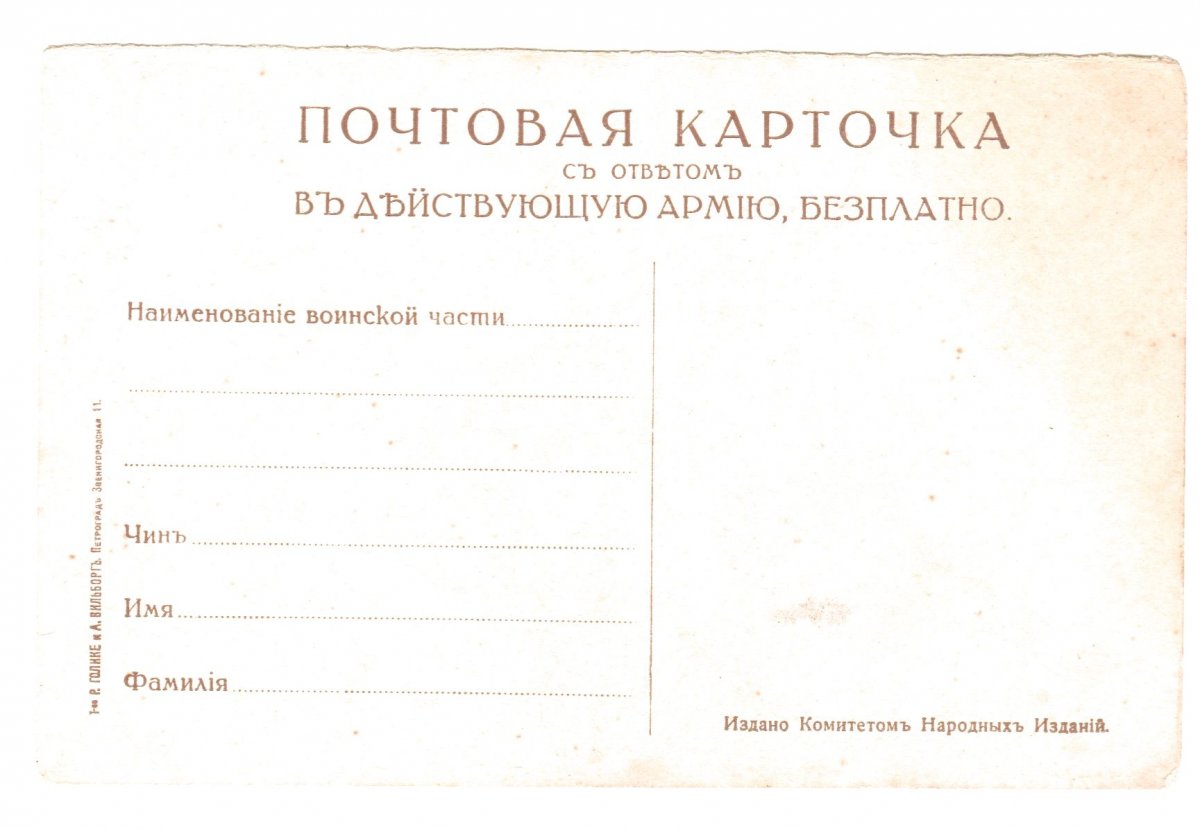 ПОЧТОВАЯ КАРТОЧКА
СЪ ОТВѢТОМЪ
ВЪ ДѢЙСТВУЮЩУЮ АРМІЮ, БЕЗПЛАТНО.
Наименованіе воинской части
Чинъ
Имя
Фамилія
Т-во Р. ГОЛИКЕ и А. ВИЛЬБОРГЪ. ПЕТРОГРАДЪ. ЗВЕНИГОРОДСКАЯ 11.
Издано Комитетомъ Народныхъ Изданій.